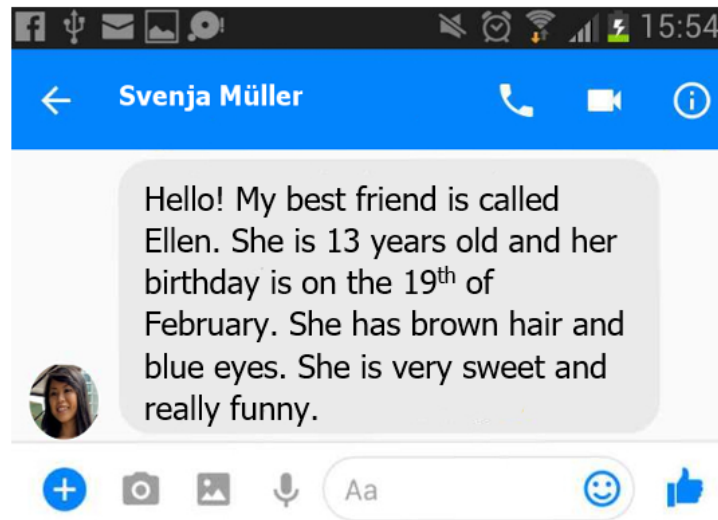 15:54
Svenja Müller
Hello! My best friend is called
Ellen. She is 13 years old and her
birthday is on the 19th of
February. She has brown hair and
blue eyes. She is very sweet and
really funny.
Aa